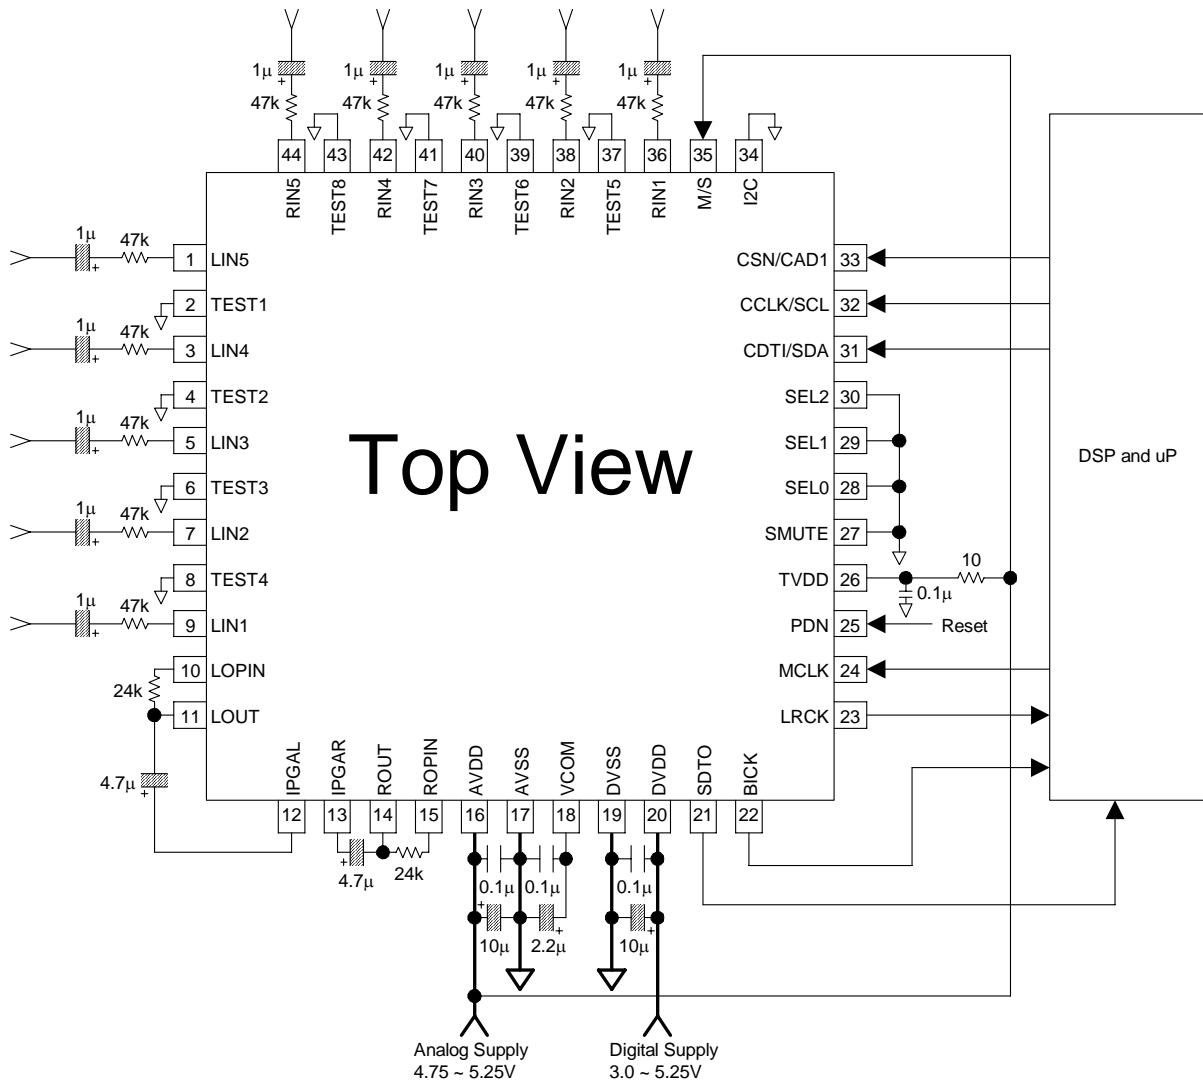 1μ 1μ 1μ 1μ 1μ
+ + + + +
47k 47k 47k 47k 47k
44 43 42 41 40 39 38 37 36 35 34
RIN5 TEST8 RIN4 TEST7 RIN3 TEST6 RIN2 TEST5 RIN1 M/S I2C
1μ + 47k 1 LIN5
2 TEST1
1μ + 47k 3 LIN4
4 TEST2
1μ + 47k 5 LIN3
6 TEST3
1μ + 47k 7 LIN2
8 TEST4
1μ + 47k 9 LIN1
10 LOPIN
24k
11 LOUT
4.7μ +
Top View
CSN/CAD1 33
CCLK/SCL 32
CDTI/SDA 31
SEL2 30
SEL1 29
SEL0 28
SMUTE 27
TVDD 26
10
0.1μ
PDN 25 Reset
MCLK 24
LRCK 23
DSP and uP
IPGAL IPGAR ROUT ROPIN AVDD AVSS VCOM DVSS DVDD SDTO BICK
12 13 14 15 16 17 18 19 20 21 22
+ 4.7μ 24k
0.1μ 0.1μ 0.1μ
+ + +
10μ 2.2μ 10μ
Analog Supply
4.75 ~ 5.25V
Digital Supply
3.0 ~ 5.25V